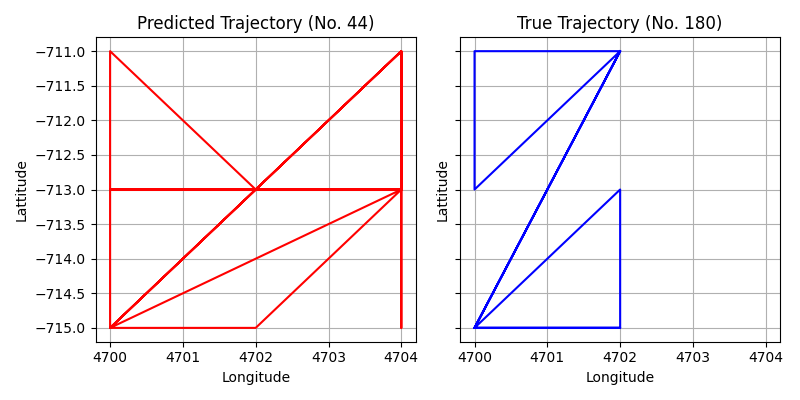 Predicted Trajectory (No. 44)
True Trajectory (No. 180)
−711.0
−711.5
−712.0
−712.5
−713.0
−713.5
−714.0
−714.5
−715.0
Lattitude
Lattitude
4700 4701 4702 4703 4704
4700 4701 4702 4703 4704
Longitude
Longitude